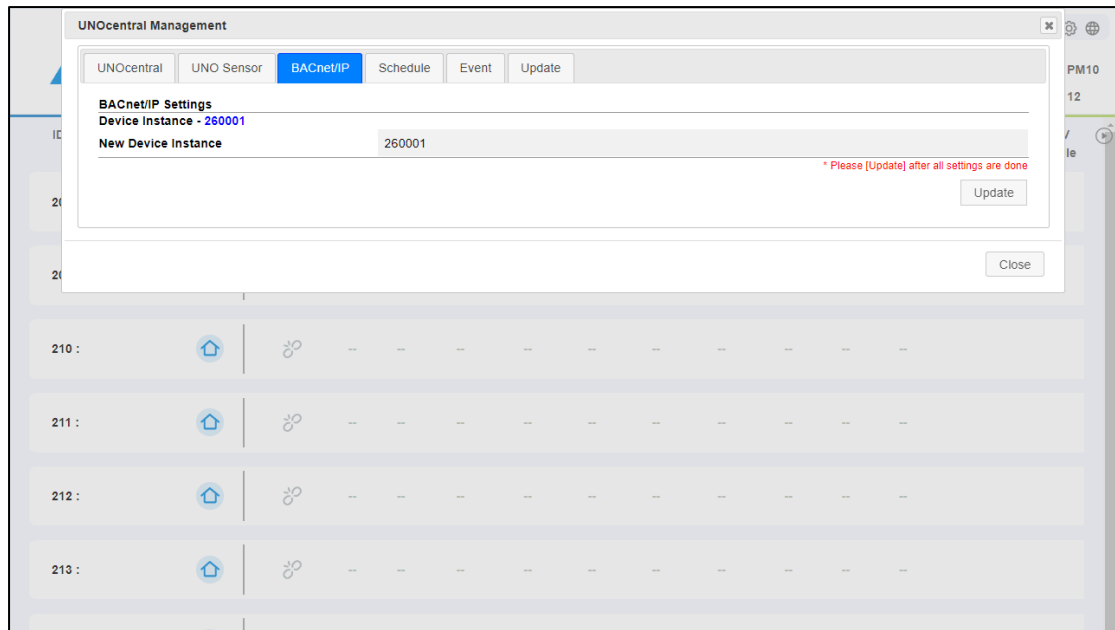 UNOcentral Management
UNOcentral UNO Sensor BACnet/IP Schedule Event Update
PM10
BACnet/IP Settings
12
Device Instance - 260001
ID
New Device Instance 260001
* Please [Update] after all settings are done
Update
Close
210 : -- -- -- -- -- -- -- -- -- --
211 : -- -- -- -- -- -- -- -- -- --
212 : -- -- -- -- -- -- -- -- -- --
213 : -- -- -- -- -- -- -- -- -- --